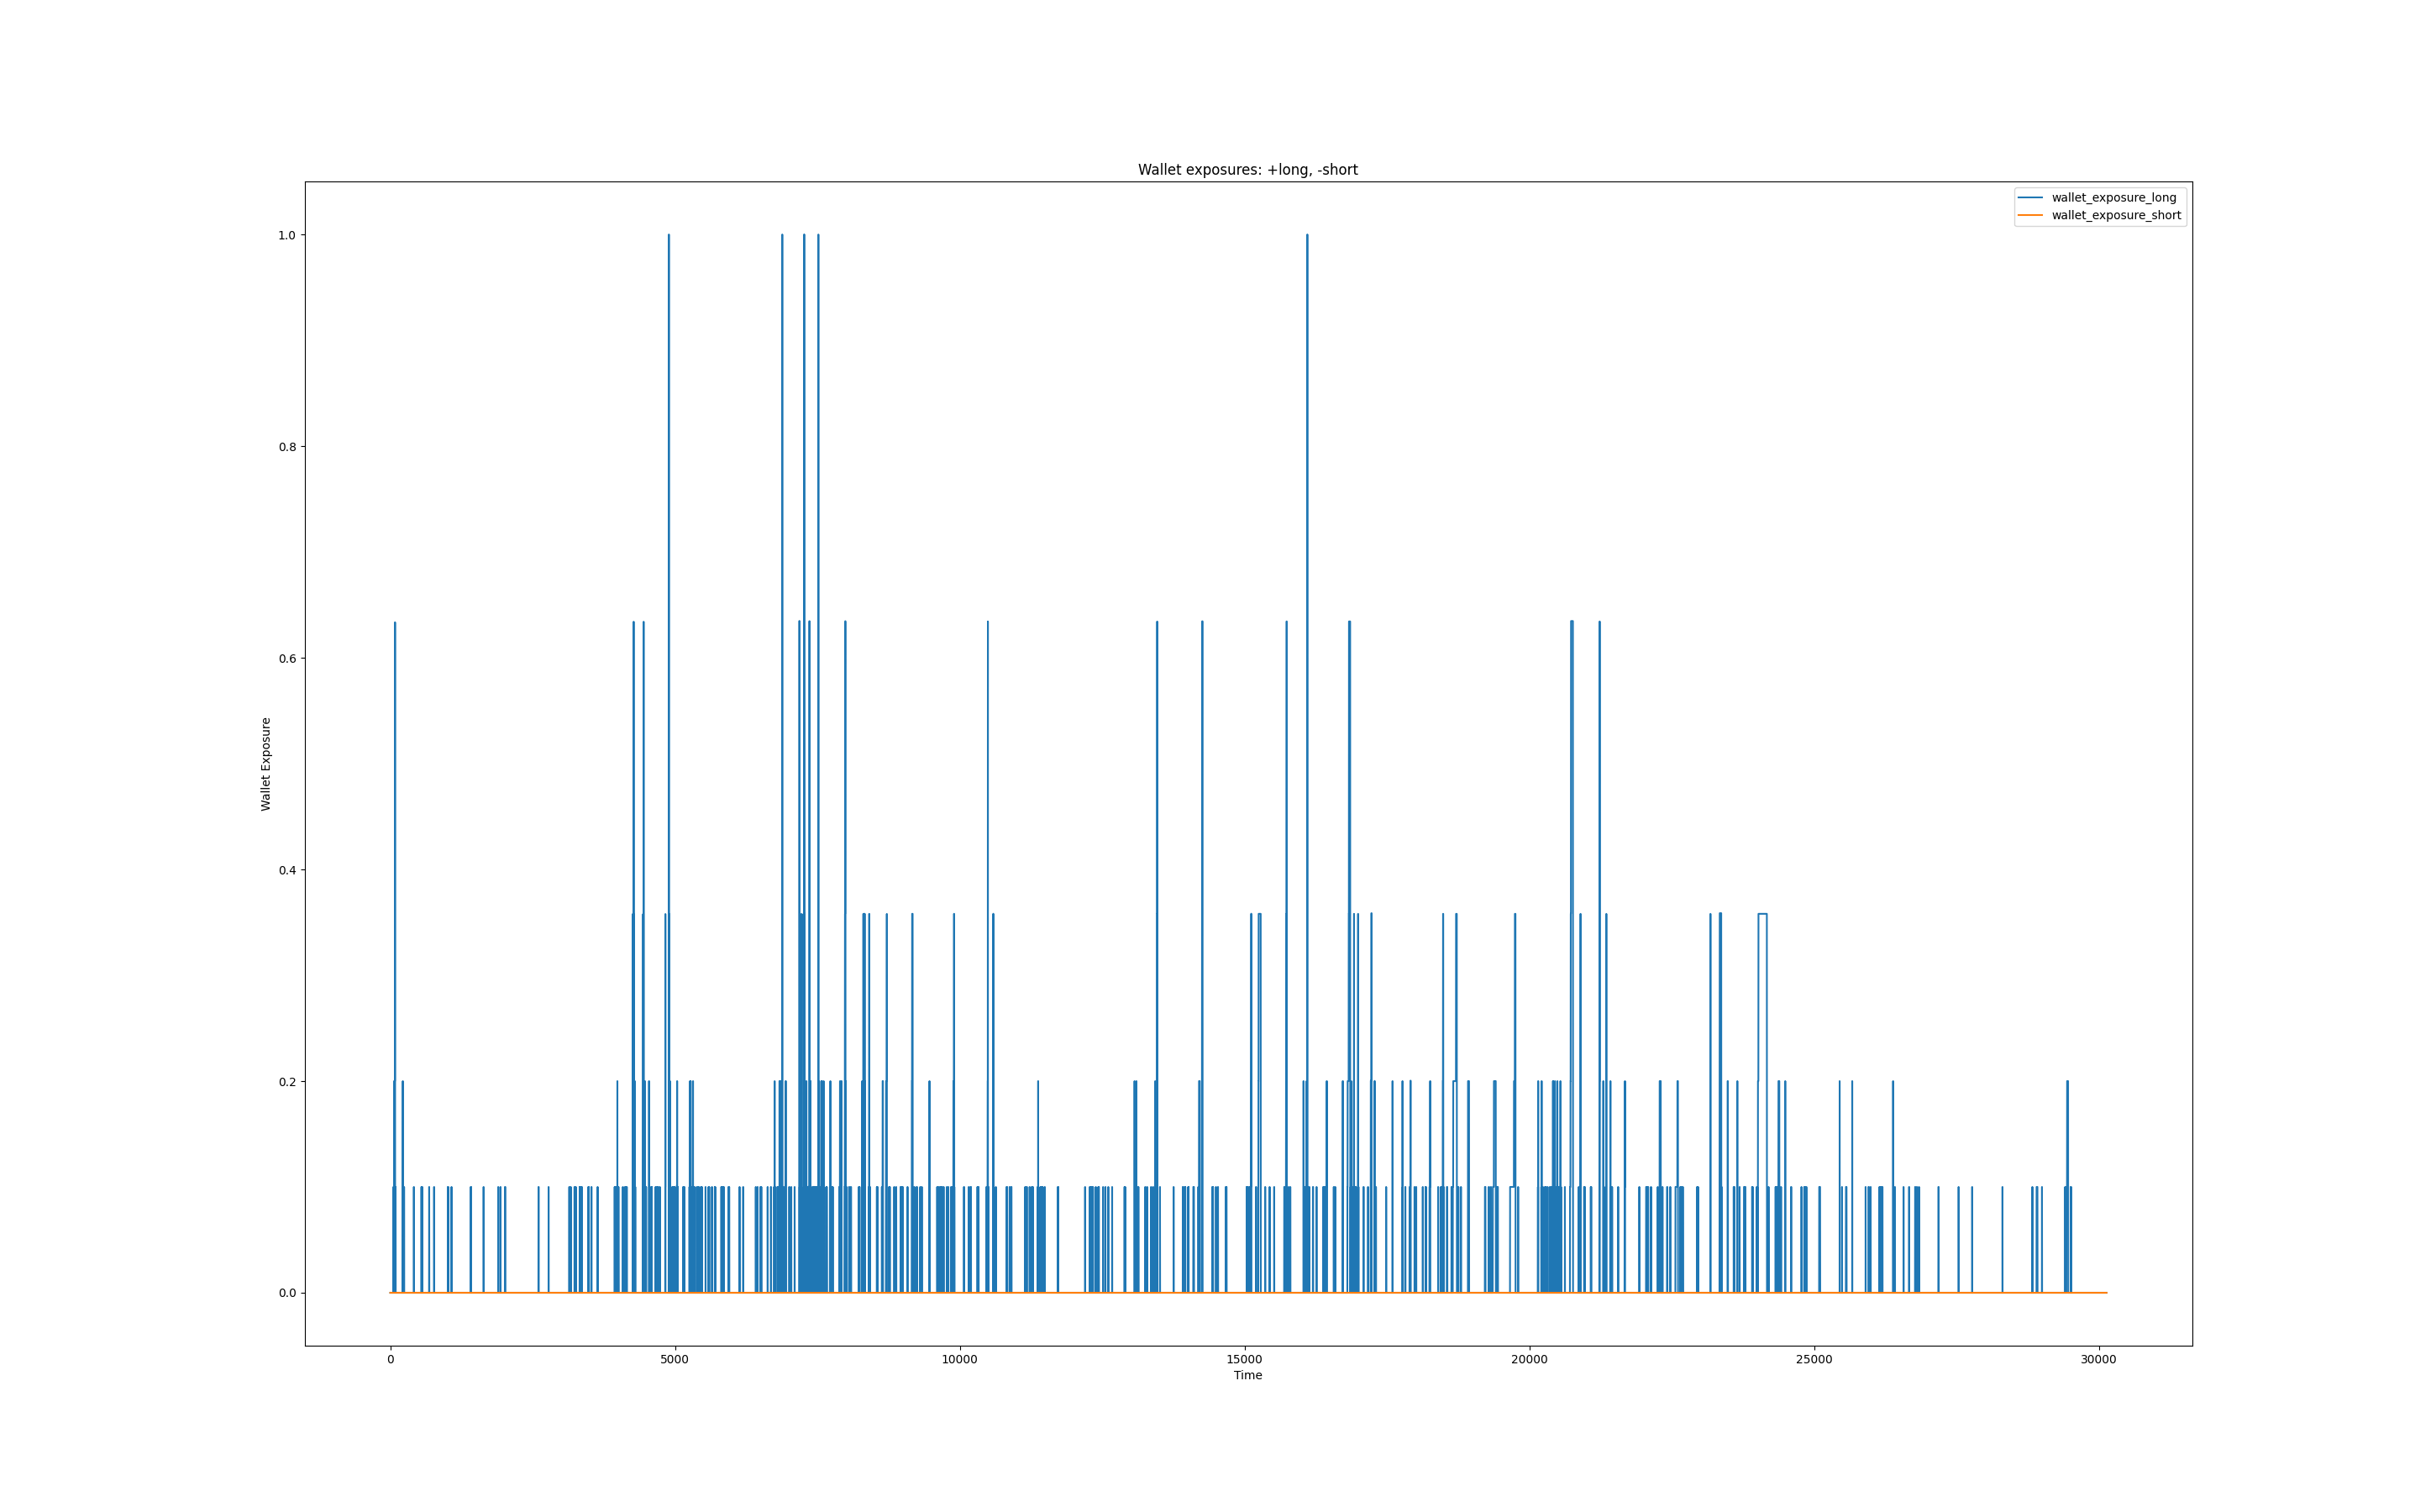 Wallet exposures: +long, -short
wallet_exposure_long
wallet_exposure_short
1.0
0.8
0.6
0.4
0.2
0.0
Wallet Exposure
0 5000 10000 15000 20000 25000 30000
Time